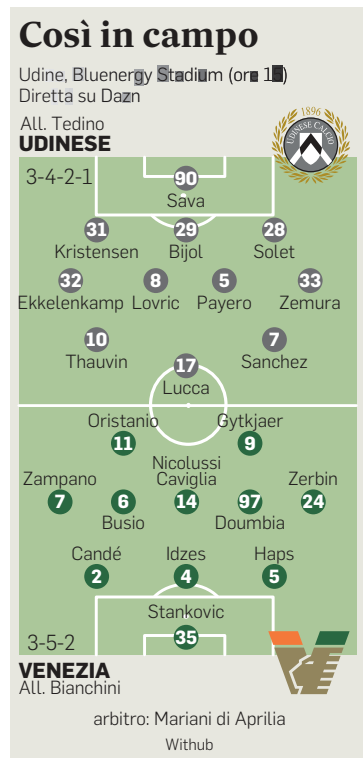 Così in campo
Udine, Bluenergy Stadium (ore
Diretta su Dazn
All. Tedino
UDINESE
1896
UDINESE CALCIO
3-4-2-1
90
Sava
31 29 28
Kristensen Bijol Solet
32 8 5 33
Ekkelenkamp Lovric Payero Zemura
10 7
Thauvin Sanchez
17
Lucca
Oristanio Gytkjaer
11 9
Nicolussi
Zampano Caviglia Zerbin
7 6 14 97 24
Busio Doumbia
Candé Idzes Haps
2 4 5
Stankovic
35
3-5-2
VENEZIA
All. Bianchini
arbitro: Mariani di Aprilia
Withub